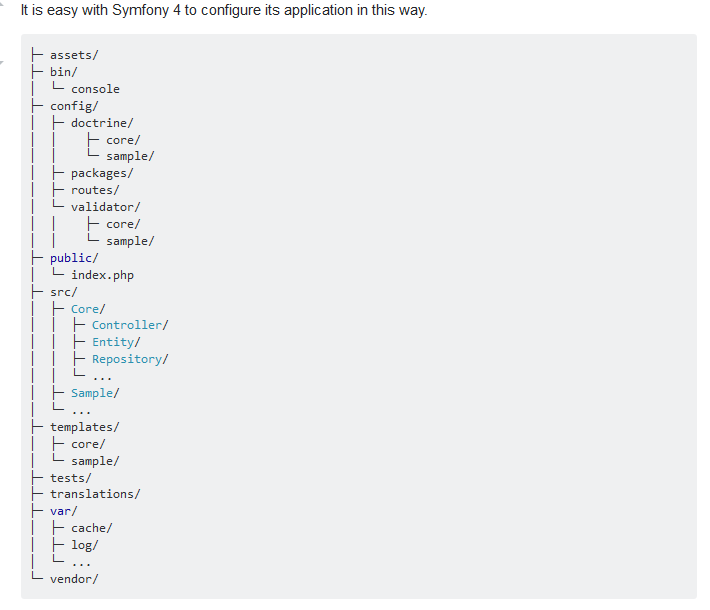 It is easy with Symfony 4 to configure its application in this way.
├─ assets/
├─ bin/
│  └─ console
├─ config/
│  ├─ doctrine/
│  │    ├─ core/
│  │    └─ sample/
│  ├─ packages/
│  ├─ routes/
│  └─ validator/
│  │    ├─ core/
│  │    └─ sample/
├─ public/
│  └─ index.php
├─ src/
│  ├─ Core/
│  │  ├─ Controller/
│  │  ├─ Entity/
│  │  ├─ Repository/
│  │  └─ ...
│  ├─ Sample/
│  └─ ...
├─ templates/
│  ├─ core/
│  └─ sample/
├─ tests/
├─ translations/
├─ var/
│  ├─ cache/
│  ├─ log/
│  └─ ...
└─ vendor/